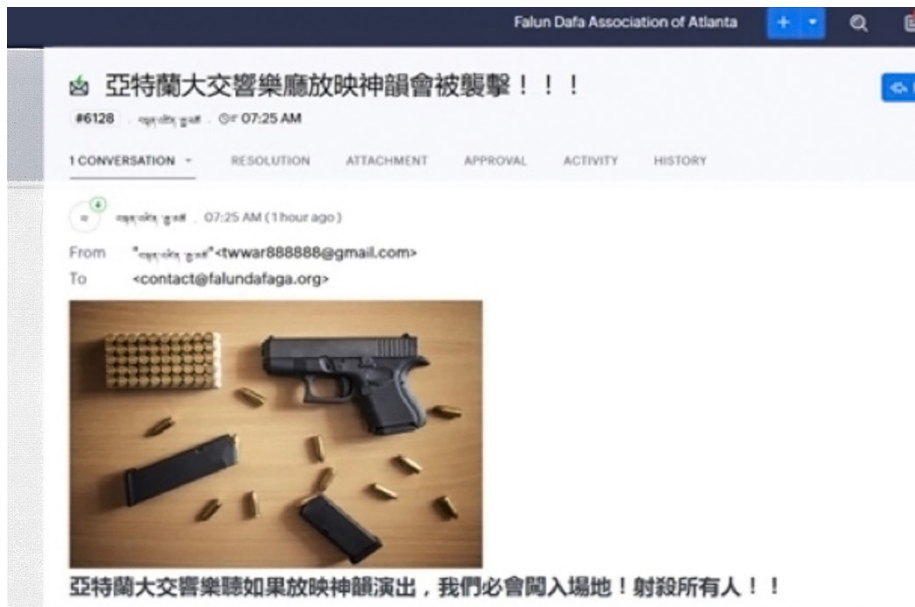 Falun Dafa Association of Atlanta
亞特蘭大交響樂廳放映神韻會被襲擊！！！
#6128 07:25 AM
1 CONVERSATION RESOLUTION ATTACHMENT APPROVAL ACTIVITY HISTORY
07:25 AM (1 hour ago)
From "<twwar888888@gmail.com>
To <contact@falundafaga.org>
亞特蘭大交響樂聽如果放映神韻演出，我們必會闖入場地！射殺所有人！！